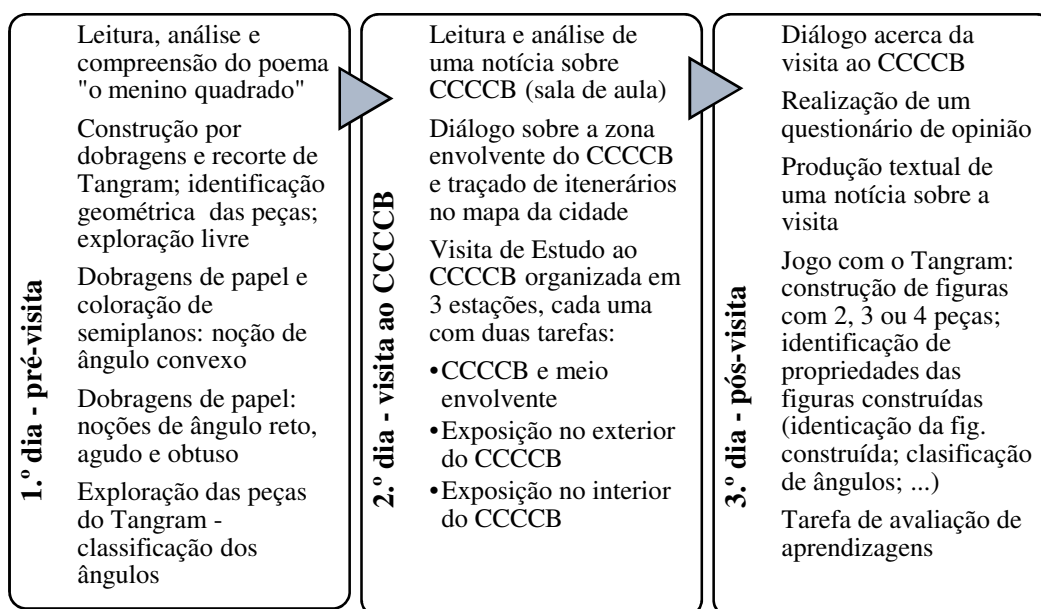 1.º dia - pré-visita
Leitura, análise e
compreensão do poema
"o menino quadrado"
Construção por
dobragens e recorte de
Tangram; identificação
geométrica das peças;
exploração livre
Dobragens de papel e
coloração de
semiplanos: noção de
ângulo convexo
Dobragens de papel:
noções de ângulo reto,
agudo e obtuso
Exploração das peças
do Tangram -
classificação dos
ângulos
2.º dia - visita ao CCCCB
Leitura e análise de
uma notícia sobre
CCCCB (sala de aula)
Diálogo sobre a zona
envolvente do CCCCB
e traçado de itenerários
no mapa da cidade
Visita de Estudo ao
CCCCB organizada em
3 estações, cada uma
com duas tarefas:
•CCCCB e meio
envolvente
•Exposição no exterior
do CCCCB
•Exposição no interior
do CCCCB
3.º dia - pós-visita
Diálogo acerca da
visita ao CCCCB
Realização de um
questionário de opinião
Produção textual de
uma notícia sobre a
visita
Jogo com o Tangram:
construção de figuras
com 2, 3 ou 4 peças;
identificação de
propriedades das
figuras construídas
(identicação da fig.
construída; clasificação
de ângulos; ...)
Tarefa de avaliação de
aprendizagens